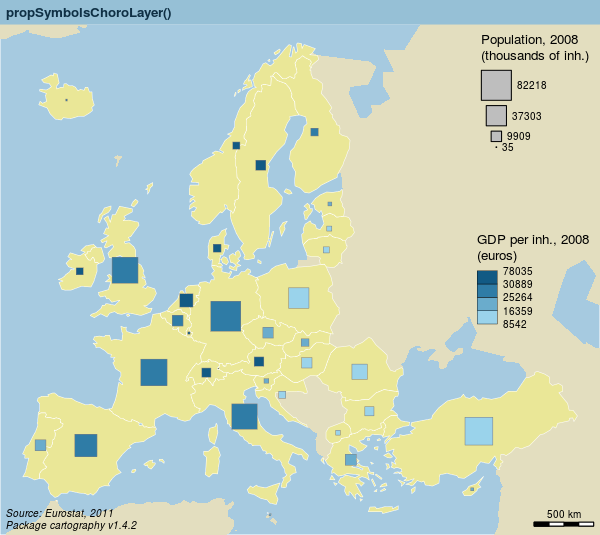 propSymbolsChoroLayer()
Population, 2008
(thousands of inh.)
82218
37303
9909
35
GDP per inh., 2008
(euros)
78035
30889
25264
16359
8542
Source: Eurostat, 2011
Package cartography v1.4.2
500 km